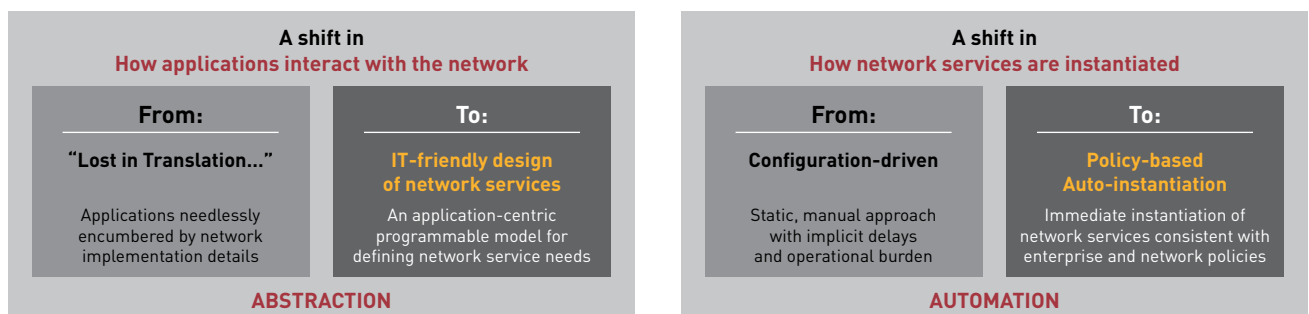 A shift in
How applications interact with the network
From:
“Lost in Translation...”
Applications needlessly
encumbered by network
implementation details
To:
IT-friendly design
of network services
An application-centric
programmable model for
defining network service needs
ABSTRACTION
A shift in
How network services are instantiated
From:
Configuration-driven
Static, manual approach
with implicit delays
and operational burden
To:
Policy-based
Auto-instantiation
Immediate instantiation of
network services consistent with
enterprise and network policies
AUTOMATION